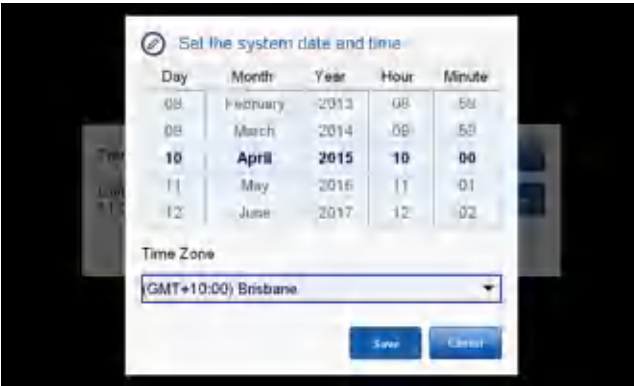 Set the system date and time
Day Month Year Hour Minute
08 February 2013 08 58
09 March 2014 09 59
10 April 2015 10 00
11 May 2016 11 01
12 June 2017 12 02
Time Zone
(GMT+10:00) Brisbane
Save Cancel